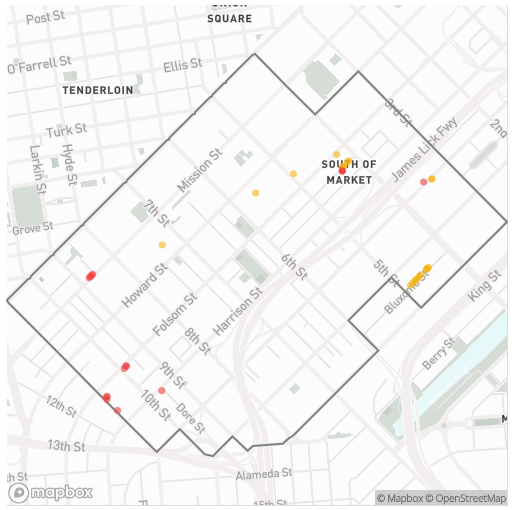 Post St
SQUARE
O'Farrell St
Ellis St
TENDERLOIN
3rd St
Turk St
James Lick Fwy
Larkin St
Hyde St
Mission St
SOUTH OF
MARKET
7th St
Grove St
6th St
5th St
King St
Howard St
Bluxome St
Folsom St
Harrison St
8th St
Berry St
9th St
10th St
12th St
Dore St
13th St
Alameda St
15th St
mapbox
© Mapbox © OpenStreetMap